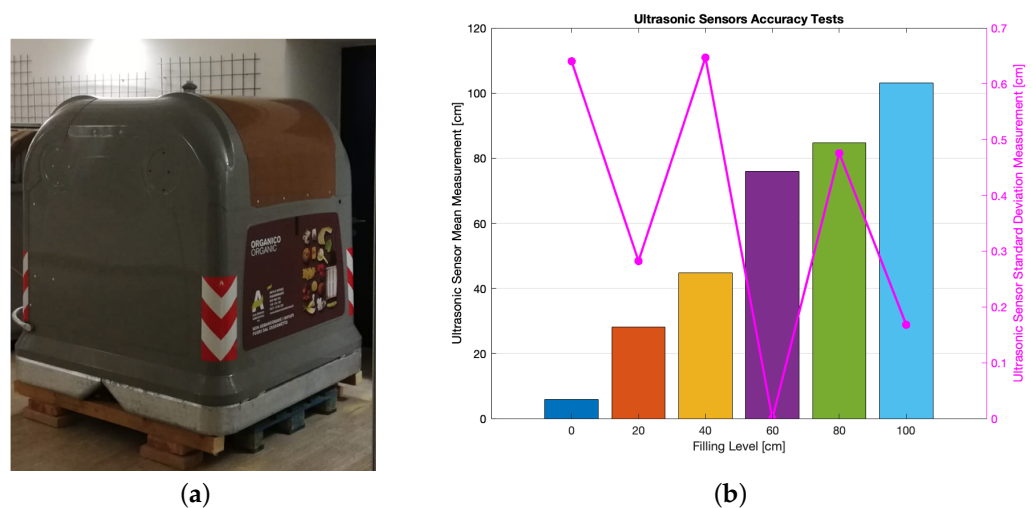 ORGANICO
ORGANIC
Ultrasonic Sensors Accuracy Tests
Ultrasonic Sensor Mean Measurement [cm]
120
100
80
60
40
20
0
0.7
0.6
0.5
0.4
0.3
0.2
0.1
0
Ultrasonic Sensor Standard Deviation Measurement [cm]
0 20 40 60 80 100
Filling Level [cm]
(a) (b)